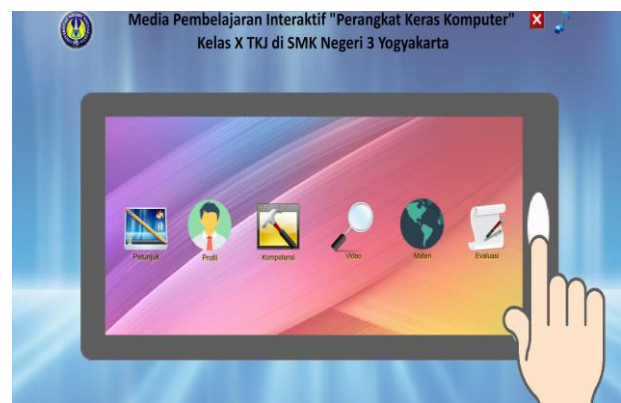 Media Pembelajaran Interaktif "Perangkat Keras Komputer"
Kelas X TKJ di SMK Negeri 3 Yogyakarta
Petunjuk
Profil
Kompetensi
Video
Materi
Evaluasi